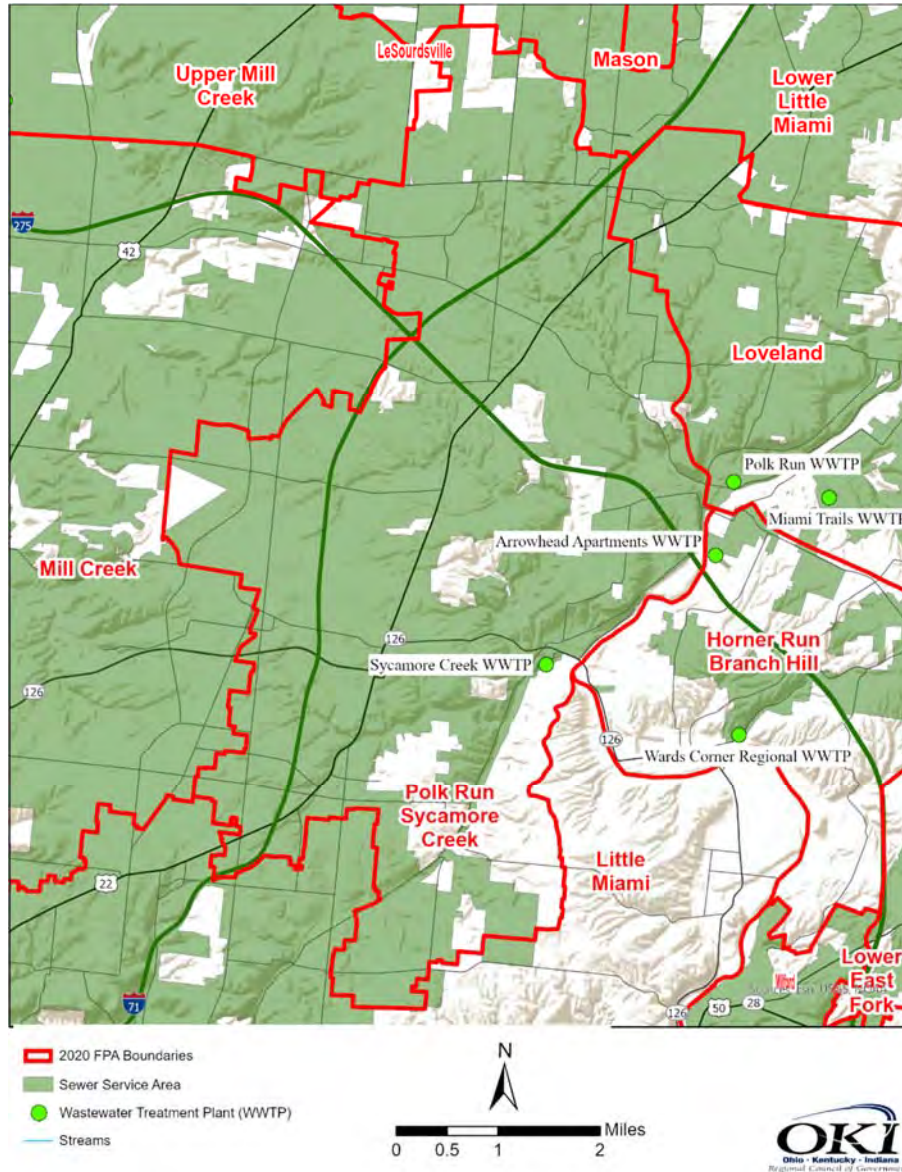 LeSourdsville
Mason
Upper Mill
Creek
Lower
Little
Miami
275
42
Loveland
Polk Run WWTP
Miami Trails WWTP
Arrowhead Apartments WWTP
Mill Creek
126
Horner Run
Branch Hill
Sycamore Creek WWTP
126
126
Wards Corner Regional WWTP
Polk Run
Sycamore
Creek
Little
Miami
22
Lower
East
Fork
Milford
71
126
50
28
2020 FPA Boundaries
Sewer Service Area
Wastewater Treatment Plant (WWTP)
Streams
N
Miles
0 0.5 1 2
OKI
Ohio - Kentucky - Indiana
Regional Council of Governments